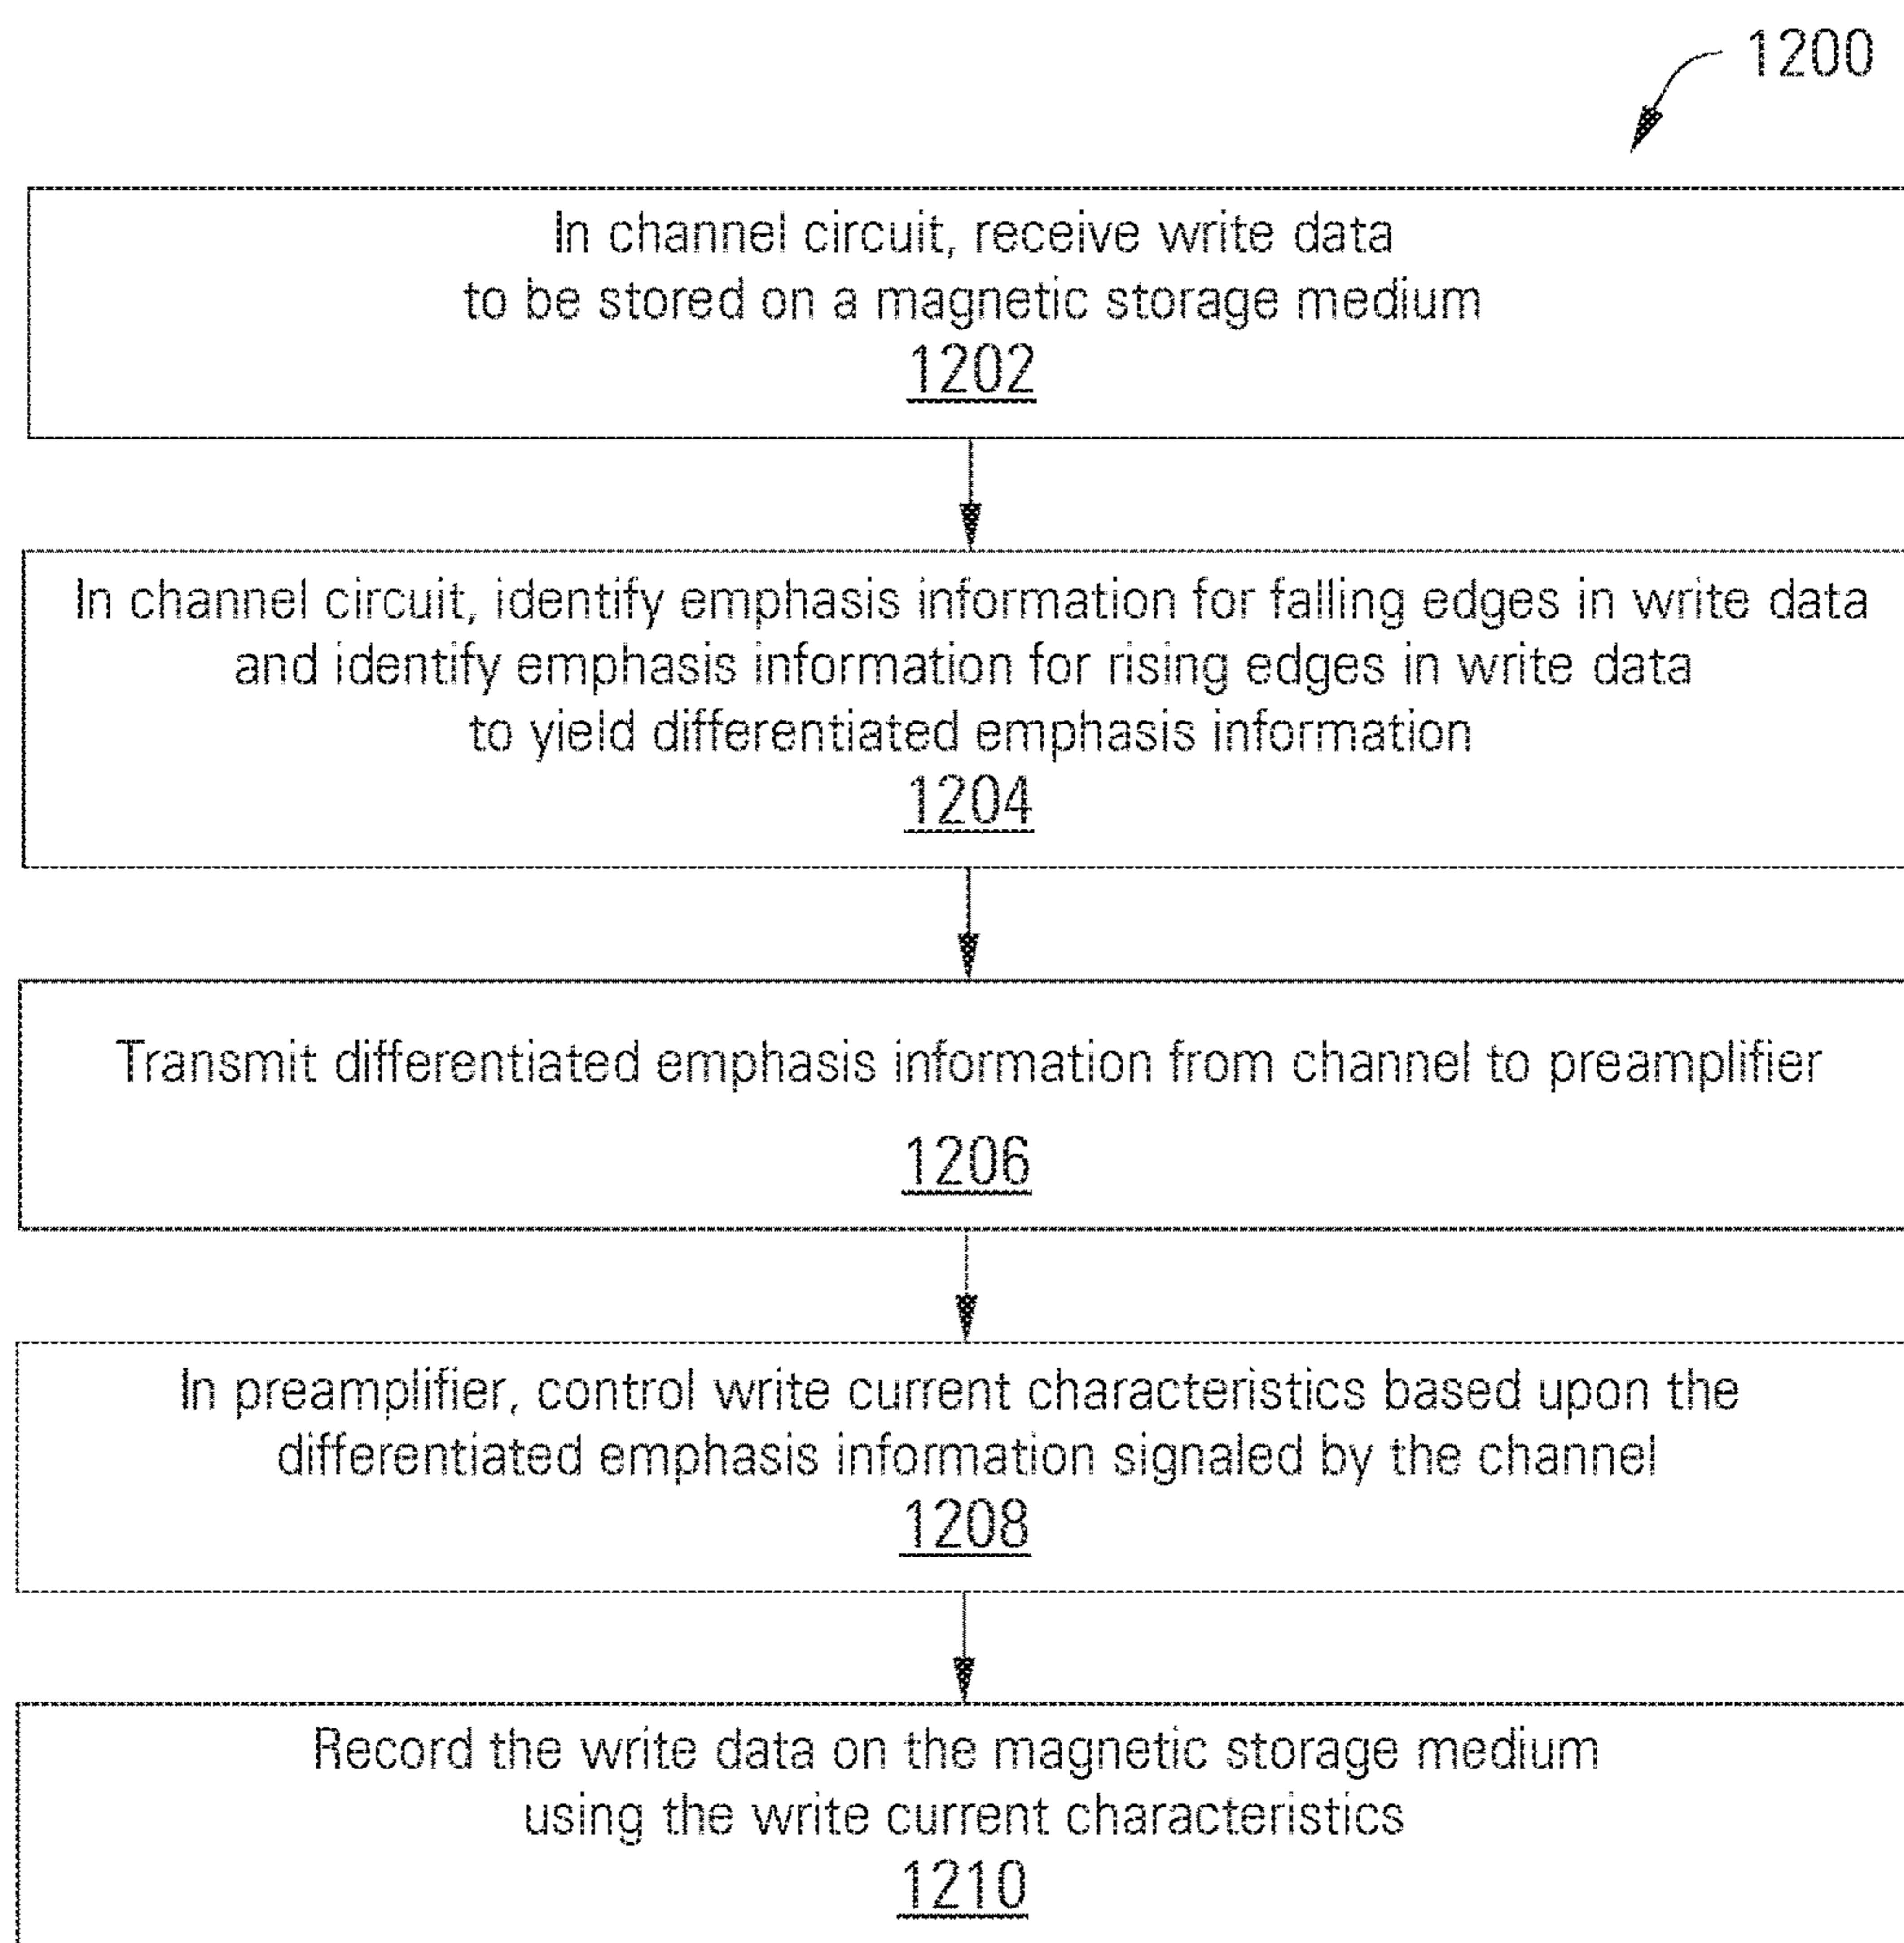 1200
In channel circuit, receive write data
to be stored on a magnetic storage medium
1202
In channel circuit, identify emphasis information for falling edges in write data
and identify emphasis information for rising edges in write data
to yield differentiated emphasis information
1204
Transmit differentiated emphasis information from channel to preamplifier
1206
In preamplifier, control write current characteristics based upon the
differentiated emphasis information signaled by the channel
1208
Record the write data on the magnetic storage medium
using the write current characteristics
1210